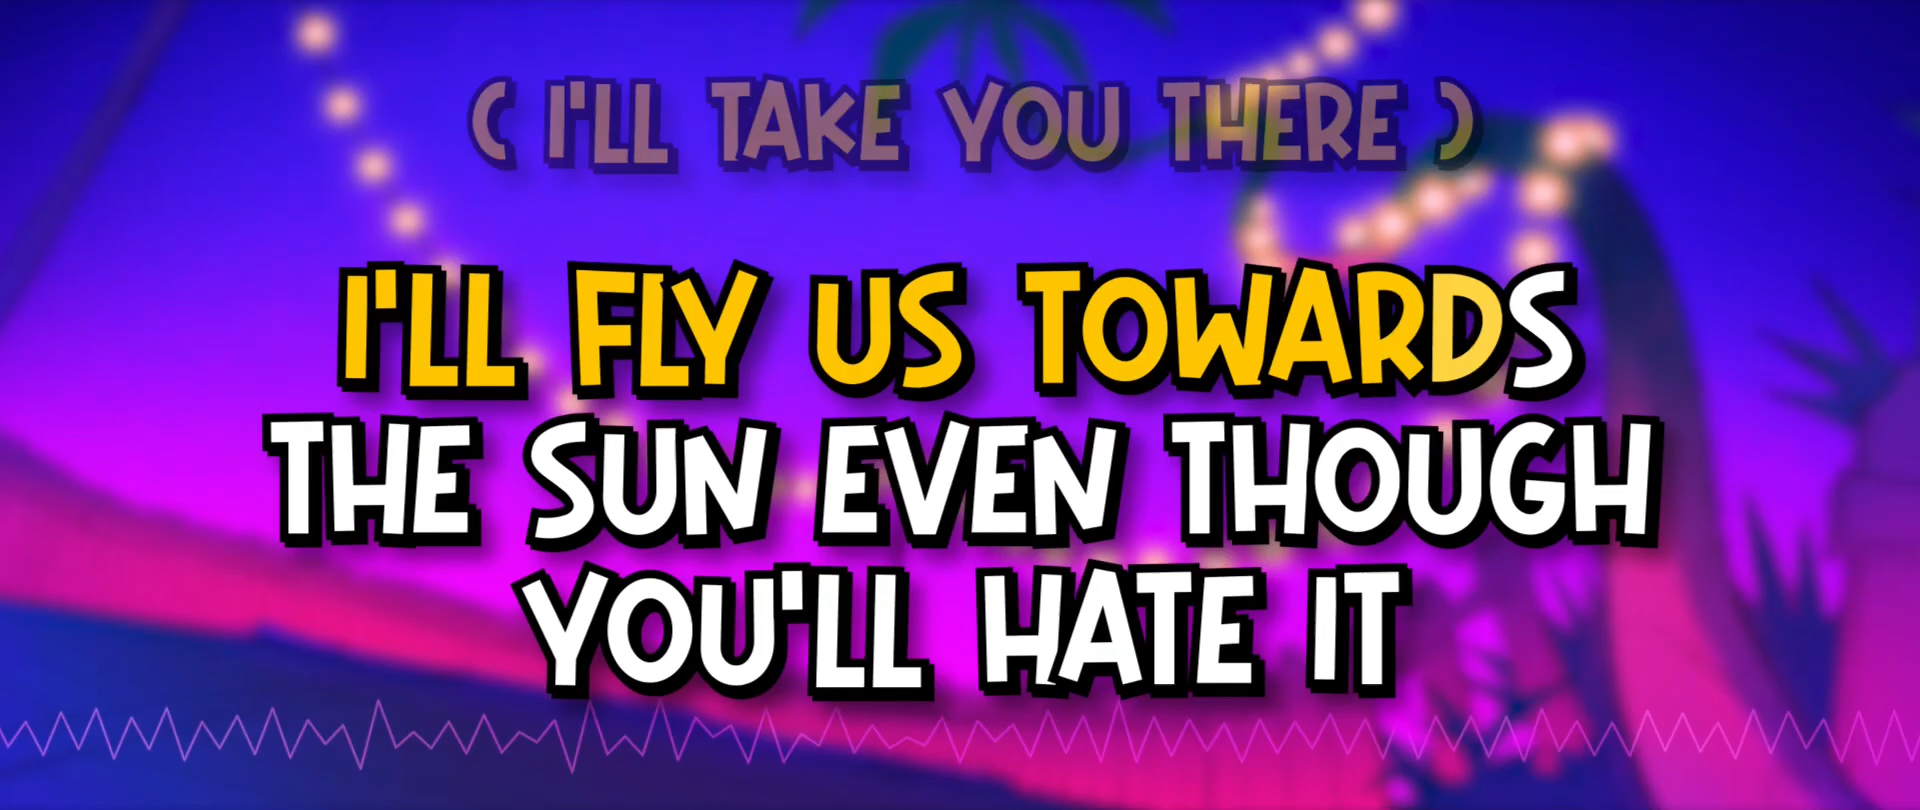 ( I'LL TAKE YOU THERE )
I'LL FLY US TOWARDS
THE SUN EVEN THOUGH
YOU'LL HATE IT